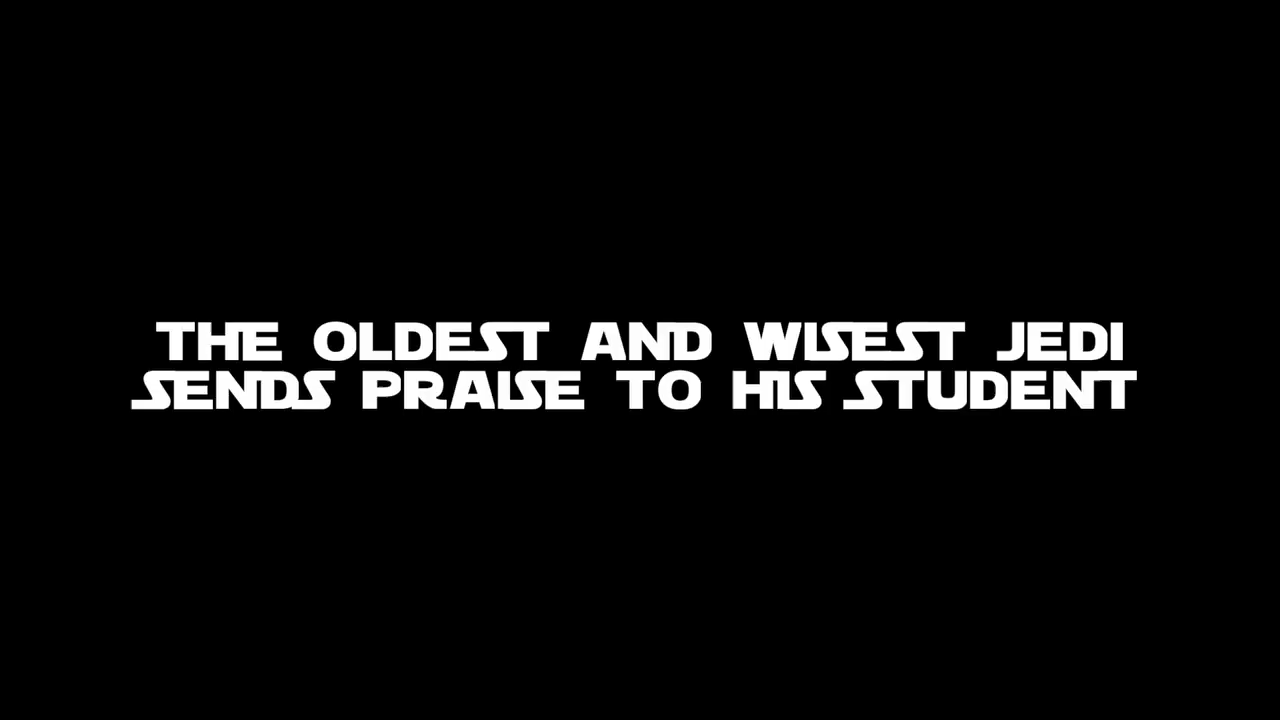 THE OLDEST AND WISEST JEDI
SENDS PRAISE TO HIS STUDENT